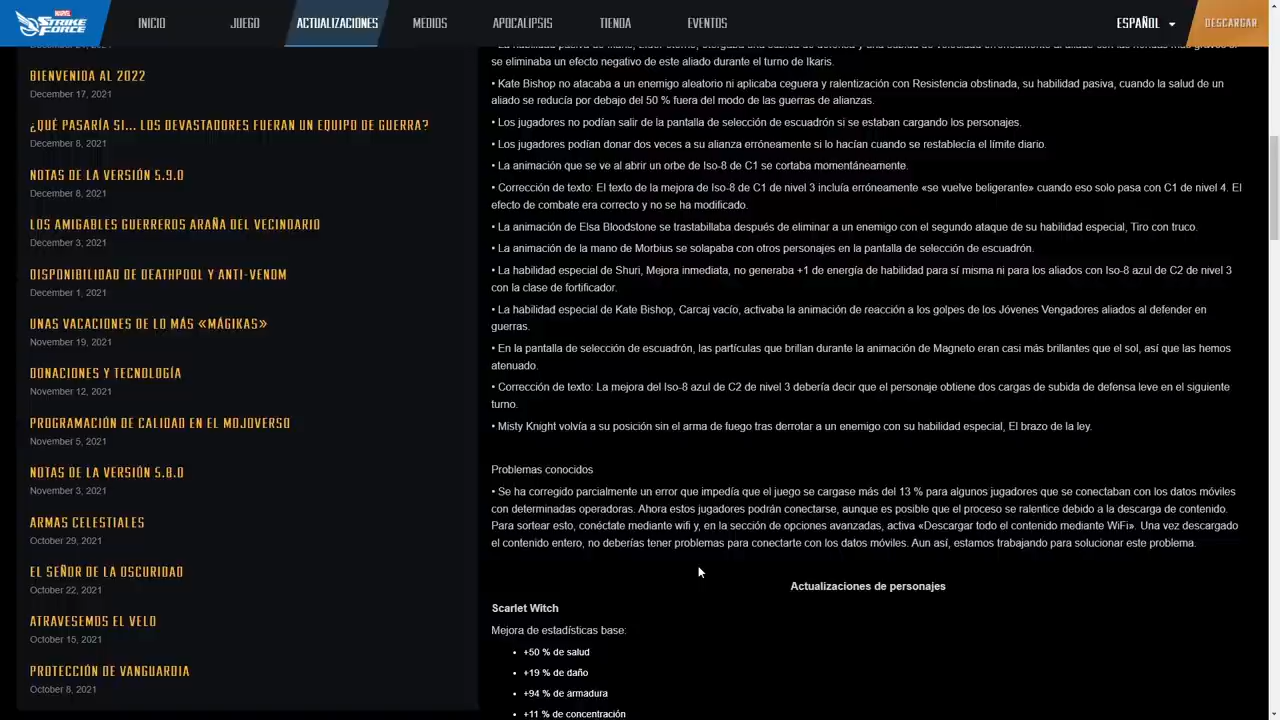 MARVEL
STRIKE
FORCE
INICIO
JUEGO
ACTUALIZACIONES
MEDIOS
APOCALIPSIS
TIENDA
EVENTOS
ESPAÑOL
DESCARGAR
BIENVENIDA AL 2022
December 17, 2021
¿QUÉ PASARÍA SI... LOS DEVASTADORES FUERAN UN EQUIPO DE GUERRA?
December 8, 2021
NOTAS DE LA VERSIÓN 5.9.0
December 8, 2021
LOS AMIGABLES GUERREROS ARAÑA DEL VECINDARIO
December 3, 2021
DISPONIBILIDAD DE DEATHPOOL Y ANTI-VENOM
December 1, 2021
UNAS VACACIONES DE LO MÁS «MÁGIKAS»
November 19, 2021
DONACIONES Y TECNOLOGÍA
November 12, 2021
PROGRAMACIÓN DE CALIDAD EN EL MOJOVERSO
November 5, 2021
NOTAS DE LA VERSIÓN 5.8.0
November 3, 2021
ARMAS CELESTIALES
October 29, 2021
EL SEÑOR DE LA OSCURIDAD
October 22, 2021
ATRAVESEMOS EL VELO
October 15, 2021
PROTECCIÓN DE VANGUARDIA
October 8, 2021
se eliminaba un efecto negativo de este aliado durante el turno de Ikaris.
• Kate Bishop no atacaba a un enemigo aleatorio ni aplicaba ceguera y ralentización con Resistencia obstinada, su habilidad pasiva, cuando la salud de un
aliado se reducía por debajo del 50 % fuera del modo de las guerras de alianzas.
• Los jugadores no podían salir de la pantalla de selección de escuadrón si se estaban cargando los personajes.
• Los jugadores podían donar dos veces a su alianza erróneamente si lo hacían cuando se restablecía el límite diario.
• La animación que se ve al abrir un orbe de Iso-8 de C1 se cortaba momentáneamente.
• Corrección de texto: El texto de la mejora de Iso-8 de C1 de nivel 3 incluía erróneamente «se vuelve beligerante» cuando eso solo pasa con C1 de nivel 4. El
efecto de combate era correcto y no se ha modificado.
• La animación de Elsa Bloodstone se trastabillaba después de eliminar a un enemigo con el segundo ataque de su habilidad especial, Tiro con truco.
• La animación de la mano de Morbius se solapaba con otros personajes en la pantalla de selección de escuadrón.
• La habilidad especial de Shuri, Mejora inmediata, no generaba +1 de energía de habilidad para sí misma ni para los aliados con Iso-8 azul de C2 de nivel 3
con la clase de fortificador.
• La habilidad especial de Kate Bishop, Carcaj vacío, activaba la animación de reacción a los golpes de los Jóvenes Vengadores aliados al defender en
guerras.
• En la pantalla de selección de escuadrón, las partículas que brillan durante la animación de Magneto eran casi más brillantes que el sol, así que las hemos
atenuado.
• Corrección de texto: La mejora del Iso-8 azul de C2 de nivel 3 debería decir que el personaje obtiene dos cargas de subida de defensa leve en el siguiente
turno.
• Misty Knight volvía a su posición sin el arma de fuego tras derrotar a un enemigo con su habilidad especial, El brazo de la ley.
Problemas conocidos
• Se ha corregido parcialmente un error que impedía que el juego se cargase más del 13 % para algunos jugadores que se conectaban con los datos móviles
con determinadas operadoras. Ahora estos jugadores podrán conectarse, aunque es posible que el proceso se ralentice debido a la descarga de contenido.
Para sortear esto, conéctate mediante wifi y, en la sección de opciones avanzadas, activa «Descargar todo el contenido mediante WiFi». Una vez descargado
el contenido entero, no deberías tener problemas para conectarte con los datos móviles. Aun así, estamos trabajando para solucionar este problema.
Actualizaciones de personajes
Scarlet Witch
Mejora de estadísticas base:
• +50 % de salud
• +19 % de daño
• +94 % de armadura
• +11 % de concentración